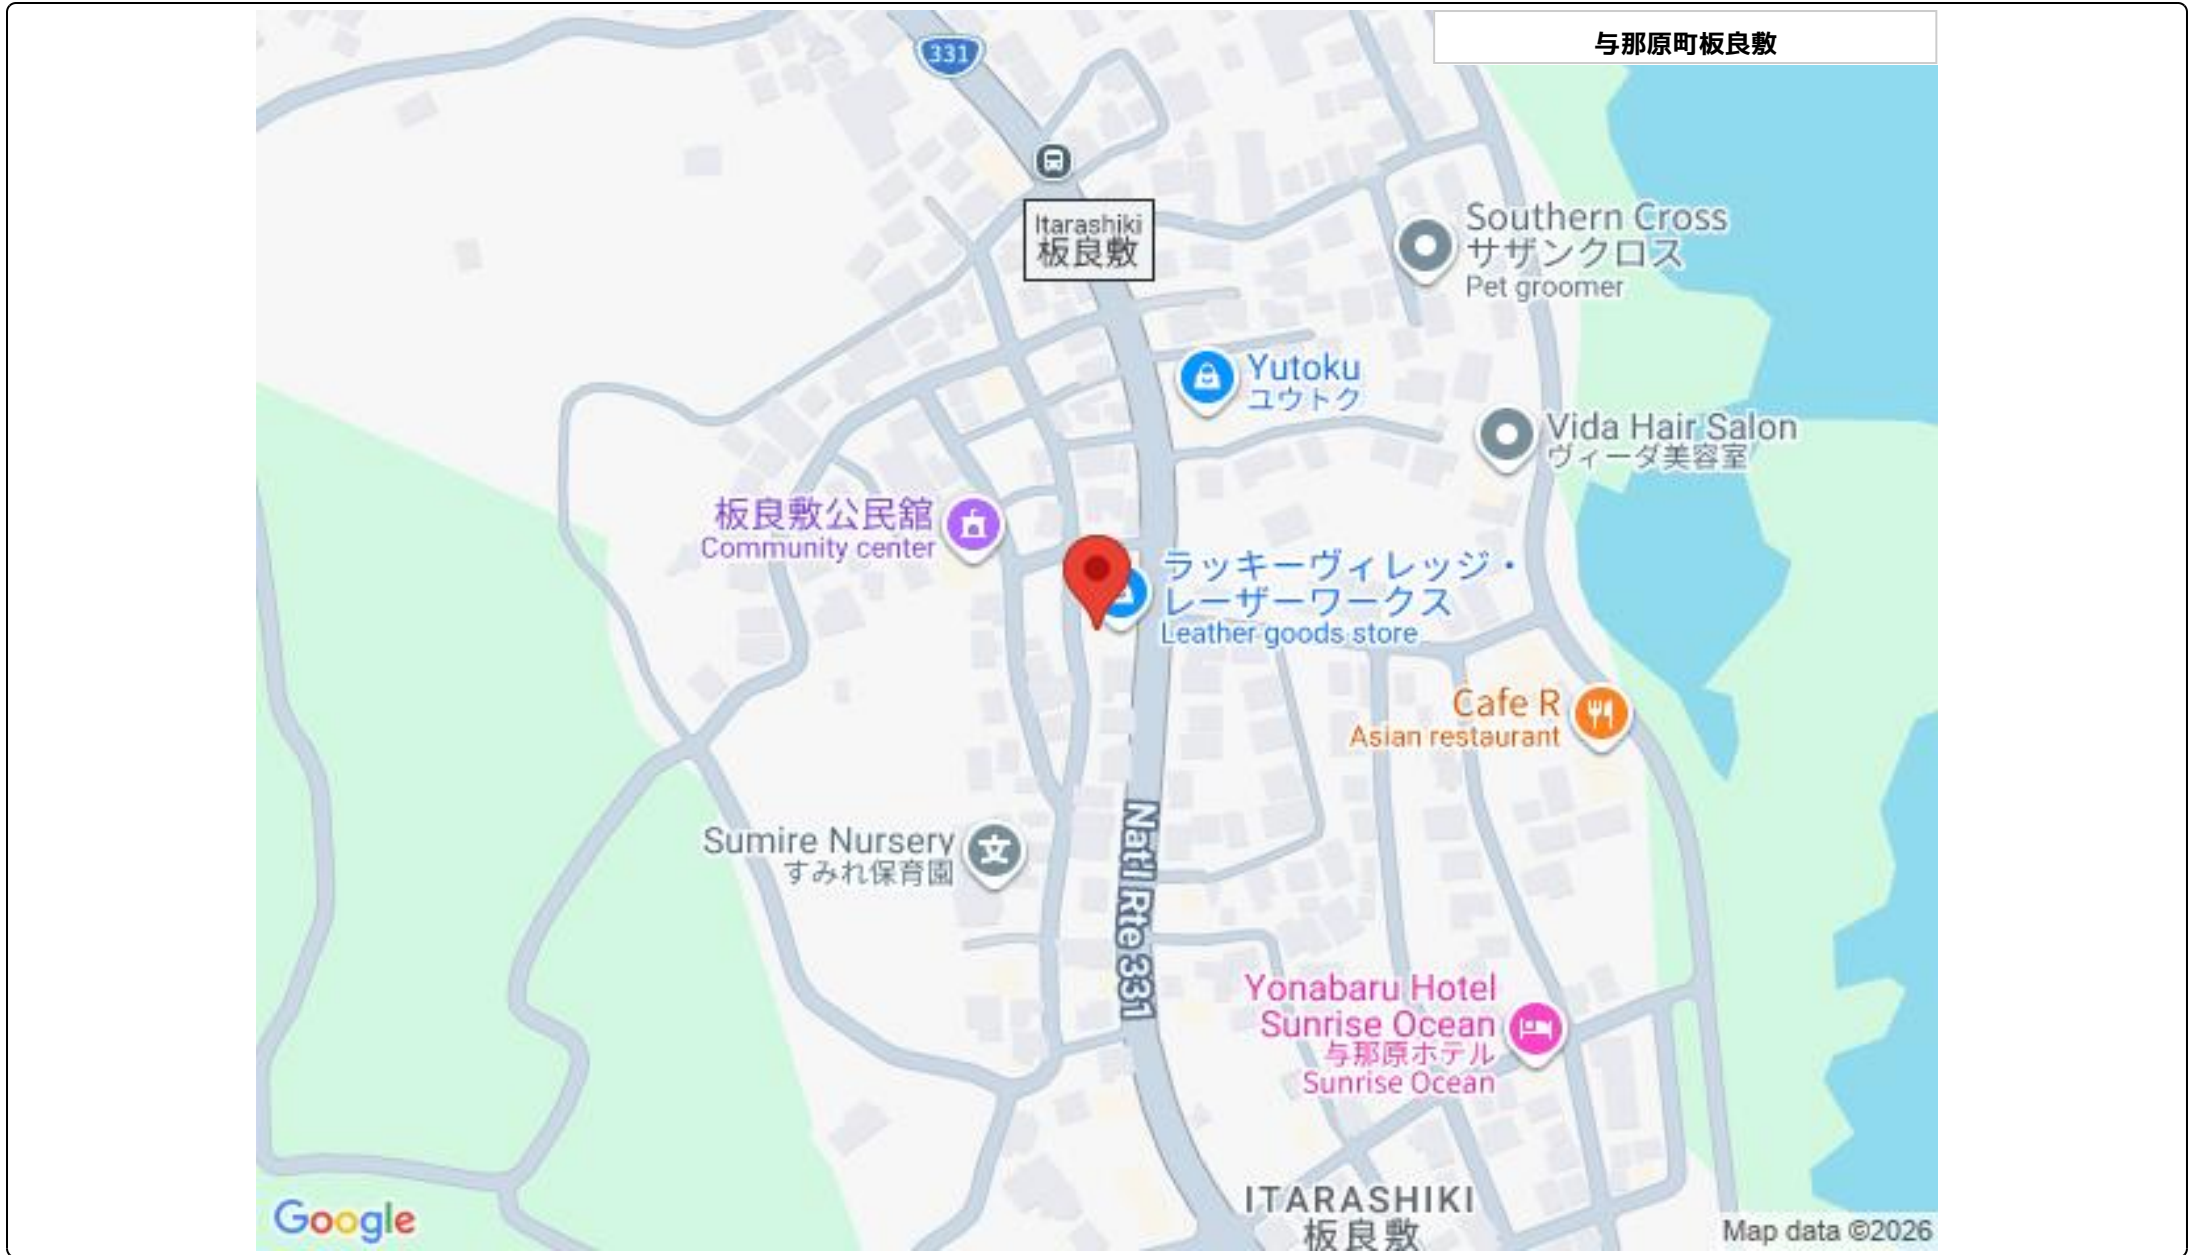 与那原町板良敷
331
Itarashiki
板良敷
Southern Cross
サザンクロス
Pet groomer
Yutoku
ユウトク
Vida Hair Salon
ヴィーダ美容室
板良敷公民舘
Community center
ラッキーヴィレッジ・
レーザーワークス
Leather goods store
Cafe R
Asian restaurant
Sumire Nursery
すみれ保育園
文
Nat'l Rte 331
Yonabaru Hotel
Sunrise Ocean
与那原ホテル
Sunrise Ocean
ITARASHIKI
板良敷
Google
Map data ©2026